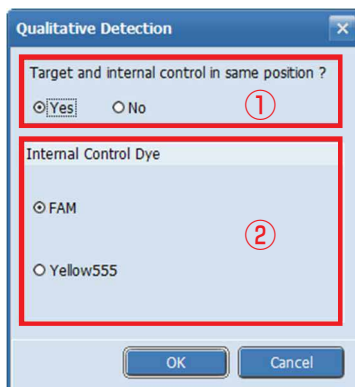 Qualitative Detection
Target and internal control in same position ?
Yes No ①
Internal Control Dye
FAM
②
Yellow555
OK Cancel